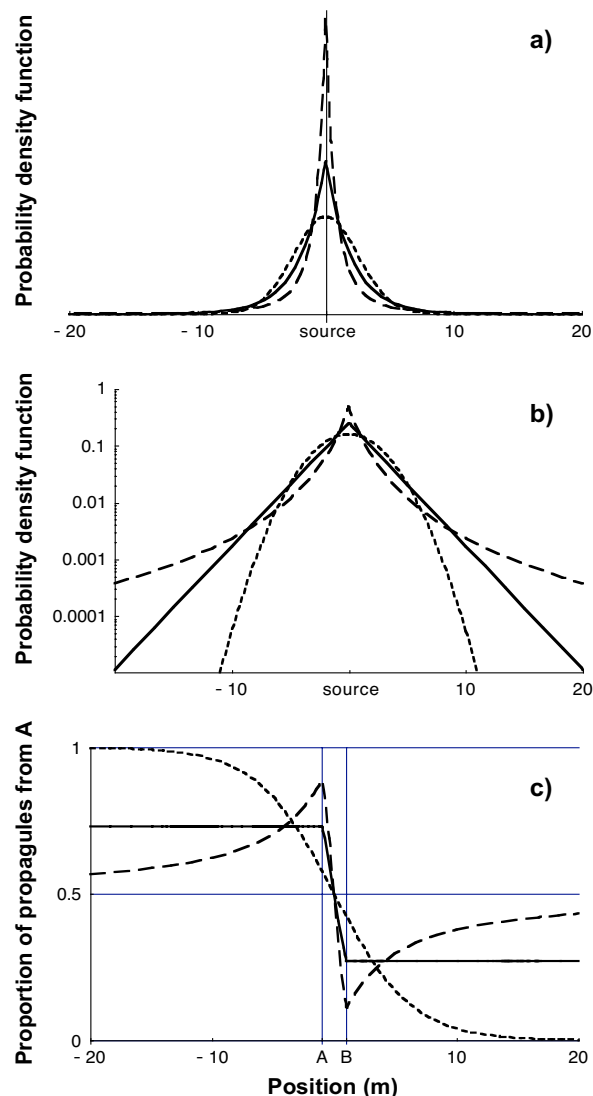 a)
Probability density function
- 20
- 10
source
10
20
b)
Probability density function
1
0.1
0.01
0.001
0.0001
- 10
source
10
20
c)
Proportion of propagules from A
1
0.5
0
- 20
- 10
A
B
10
20
Position (m)